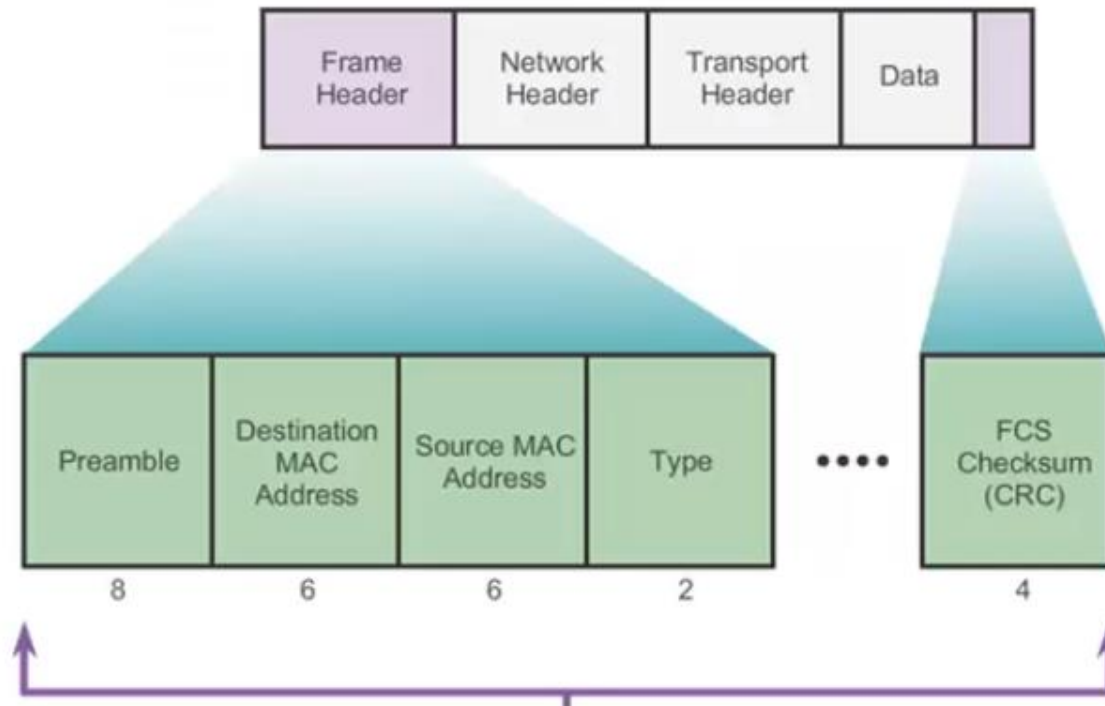 Frame
Header
Network
Header
Transport
Header
Data
Preamble
Destination
MAC
Address
Source MAC
Address
Type
FCS
Checksum
(CRC)
8
6
6
2
4